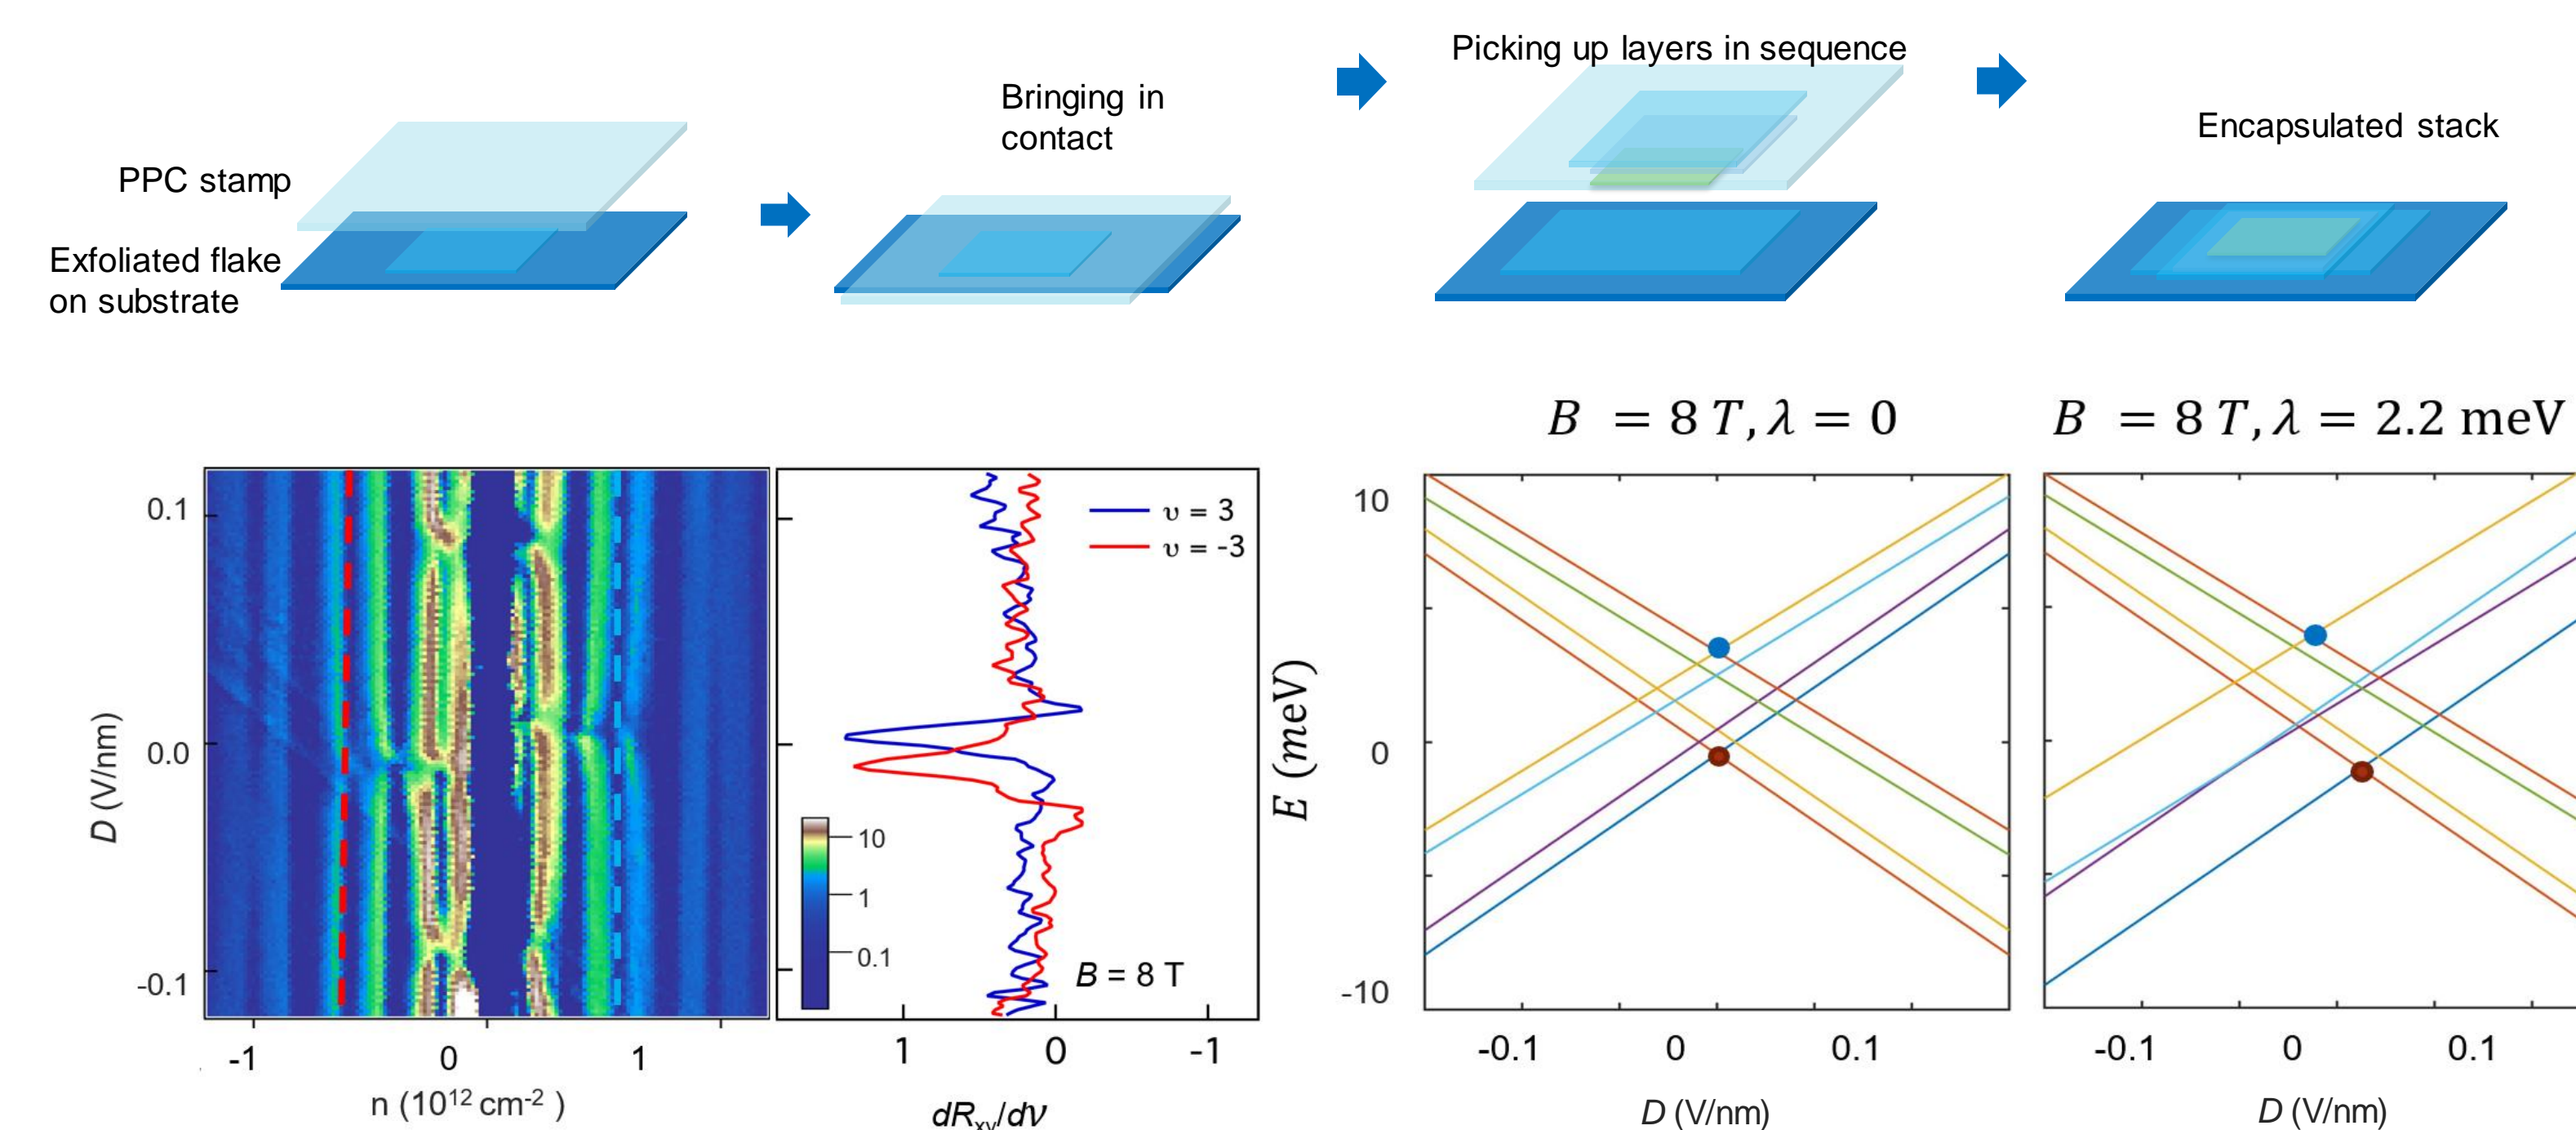 Picking up layers in sequence
Bringing in
contact
Encapsulated stack
PPC stamp
Exfoliated flake
on substrate
B = 8 T, λ = 0
B = 8 T, λ = 2.2 meV
0.1
0.0
-0.1
D (V/nm)
-1
0
1
n (10¹² cm⁻² )
υ = 3
υ = -3
10
1
0.1
B = 8 T
1
0
-1
dRxy/dν
E (meV)
10
0
-10
-0.1
0
0.1
D (V/nm)
-0.1
0
0.1
D (V/nm)